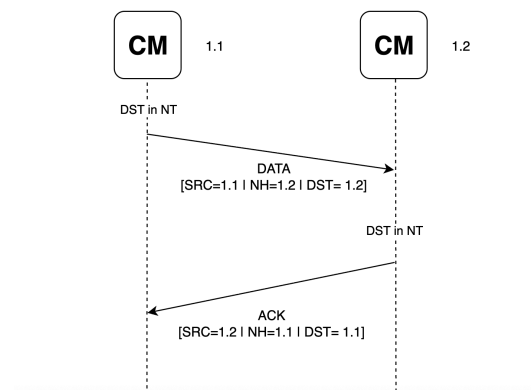 CM 1.1 CM 1.2
DST in NT
DATA
[SRC=1.1 | NH=1.2 | DST= 1.2]
DST in NT
ACK
[SRC=1.2 | NH=1.1 | DST= 1.1]